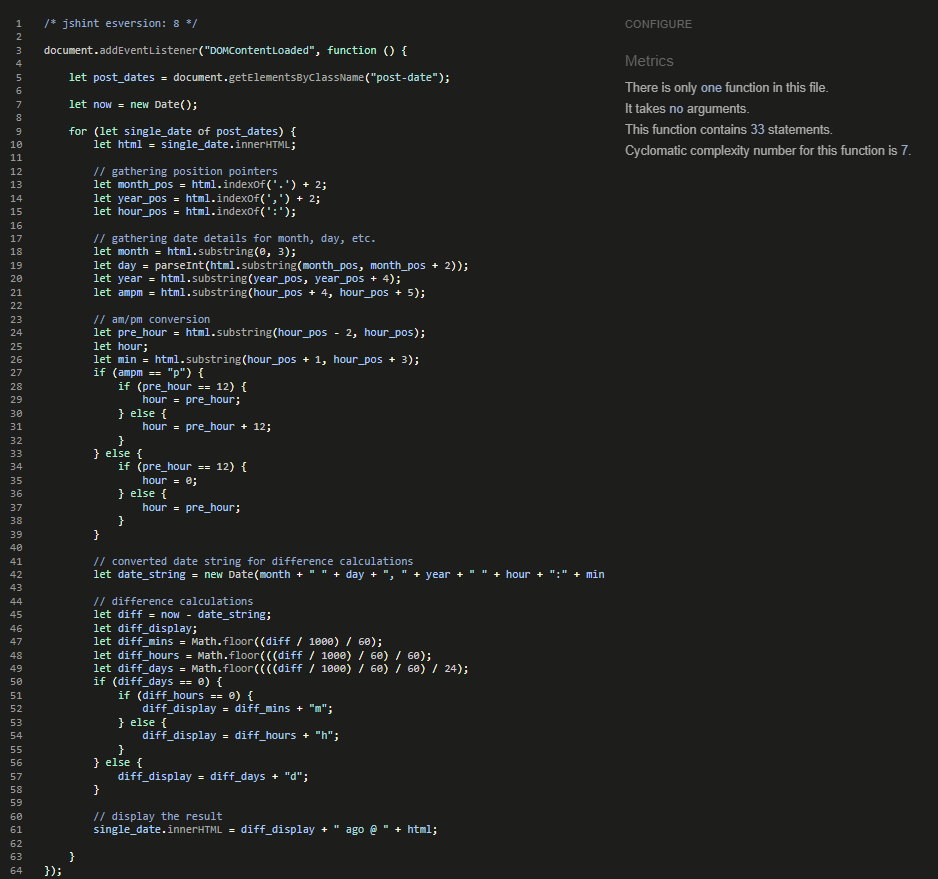 1 /* jshint esversion: 8 */
2
3 document.addEventListener("DOMContentLoaded", function () {
4
5     let post_dates = document.getElementsByClassName("post-date");
6
7     let now = new Date();
8
9     for (let single_date of post_dates) {
10         let html = single_date.innerHTML;
11
12         // gathering position pointers
13         let month_pos = html.indexOf('.') + 2;
14         let year_pos = html.indexOf(',') + 2;
15         let hour_pos = html.indexOf(':');
16
17         // gathering date details for month, day, etc.
18         let month = html.substring(0, 3);
19         let day = parseInt(html.substring(month_pos, month_pos + 2));
20         let year = html.substring(year_pos, year_pos + 4);
21         let ampm = html.substring(hour_pos + 4, hour_pos + 5);
22
23         // am/pm conversion
24         let pre_hour = html.substring(hour_pos - 2, hour_pos);
25         let hour;
26         let min = html.substring(hour_pos + 1, hour_pos + 3);
27         if (ampm == "p") {
28             if (pre_hour == 12) {
29                 hour = pre_hour;
30             } else {
31                 hour = pre_hour + 12;
32             }
33         } else {
34             if (pre_hour == 12) {
35                 hour = 0;
36             } else {
37                 hour = pre_hour;
38             }
39         }
40
41         // converted date string for difference calculations
42         let date_string = new Date(month + " " + day + ", " + year + " " + hour + ":" + min
43
44         // difference calculations
45         let diff = now - date_string;
46         let diff_display;
47         let diff_mins = Math.floor((diff / 1000) / 60);
48         let diff_hours = Math.floor(((diff / 1000) / 60) / 60);
49         let diff_days = Math.floor((((diff / 1000) / 60) / 60) / 24);
50         if (diff_days == 0) {
51             if (diff_hours == 0) {
52                 diff_display = diff_mins + "m";
53             } else {
54                 diff_display = diff_hours + "h";
55             }
56         } else {
57             diff_display = diff_days + "d";
58         }
59
60         // display the result
61         single_date.innerHTML = diff_display + " ago @ " + html;
62
63     }
64 });
CONFIGURE
Metrics
There is only one function in this file.
It takes no arguments.
This function contains 33 statements.
Cyclomatic complexity number for this function is 7.